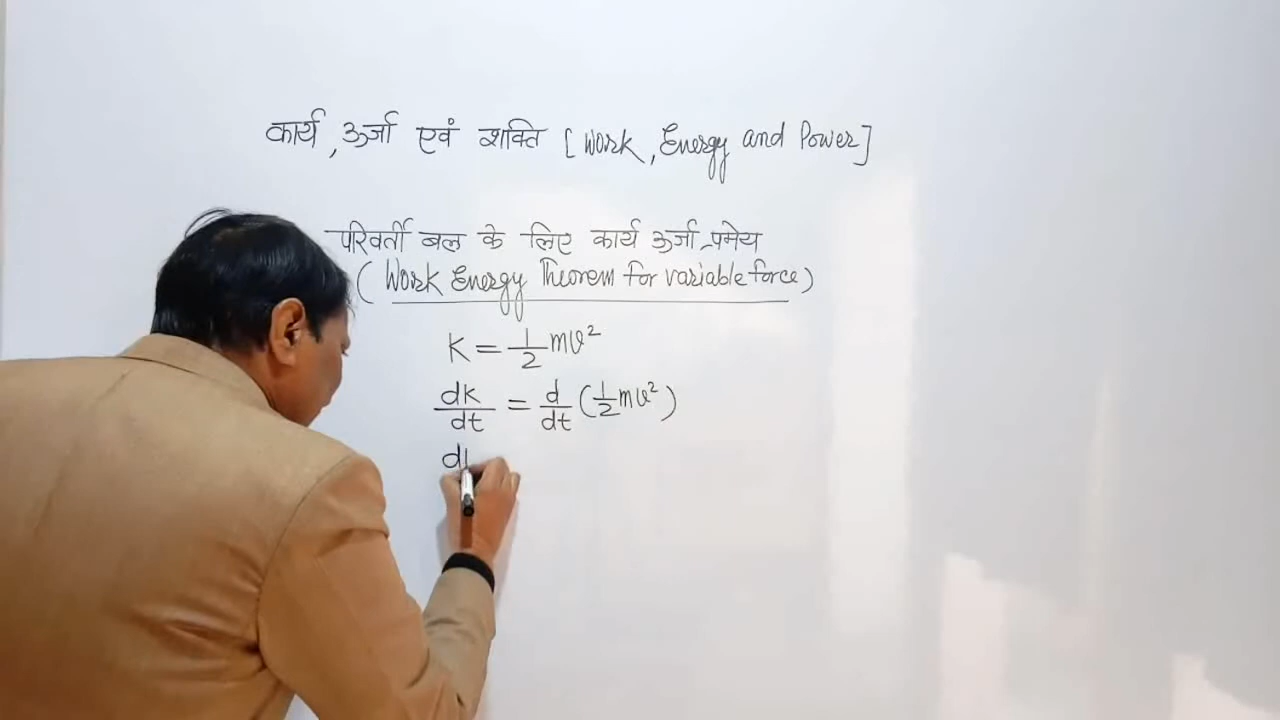 कार्य, ऊर्जा एवं शक्ति [Work, Energy and Power]
परिवर्ती बल के लिए कार्य ऊर्जा प्रमेय
(Work Energy Theorem for variable force)
K = 1/2 mv²
dk/dt = d/dt (1/2 mv²)
d